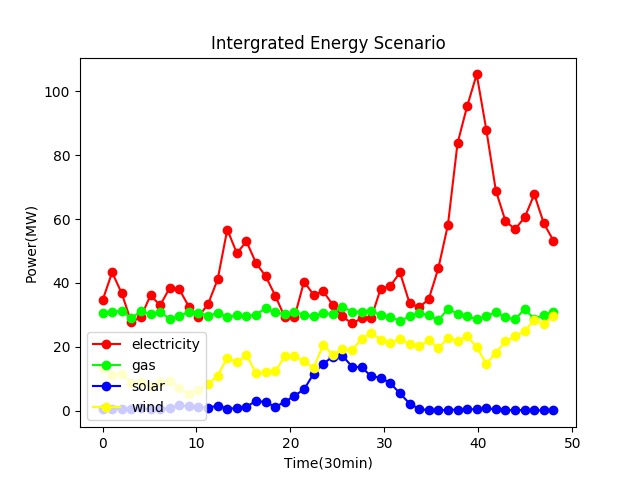 Intergrated Energy Scenario
Power(MW)
100
80
60
40
20
0
electricity
gas
solar
wind
0 10 20 30 40 50
Time(30min)